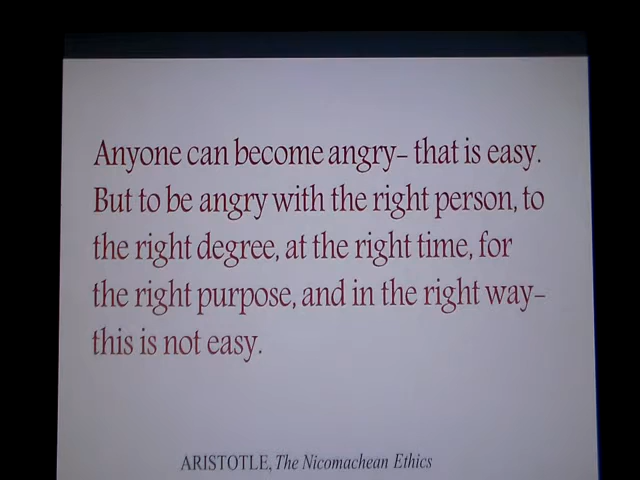 Anyone can become angry– that is easy.
But to be angry with the right person, to
the right degree, at the right time, for
the right purpose, and in the right way–
this is not easy.
ARISTOTLE, The Nicomachean Ethics